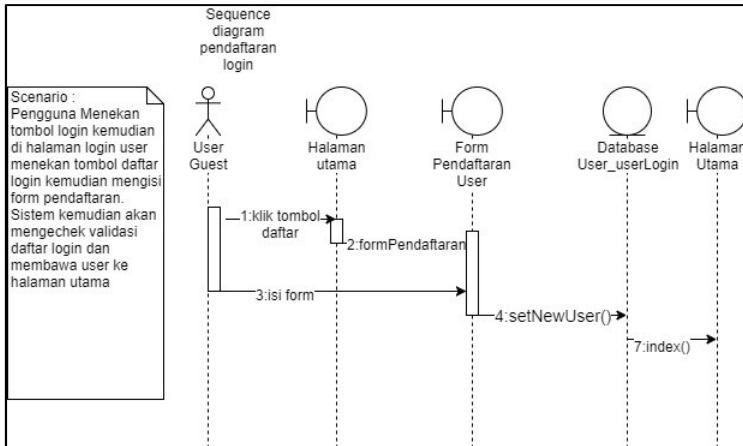 Sequence
diagram
pendaftaran
login
Scenario :
Pengguna Menekan
tombol login kemudian
di halaman login user
menekan tombol daftar
login kemudian mengisi
form pendaftaran.
Sistem kemudian akan
mengechek validasi
daftar login dan
membawa user ke
halaman utama
User
Guest
Halaman
utama
Form
Pendaftaran
User
Database
User_userLogin
Halaman
Utama
1:klik tombol
daftar
2:formPendaftaran
3:isi form
4:setNewUser()
7:index()